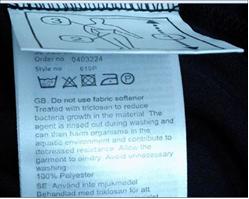 Order no 0403224
Style no 619P
GB: Do not use fabric softener
Treated with triclosan to reduce
bacteria growth in the material. The
agent is rinsed out during washing and
can then harm organisms in the
aquatic environment and contribute to
decreased resistance. Allow the
garment to air-dry. Avoid unnecessary
washing.
100% Polyester
SE: Använd inte mjukmedel
Behandlad med triklosan för att